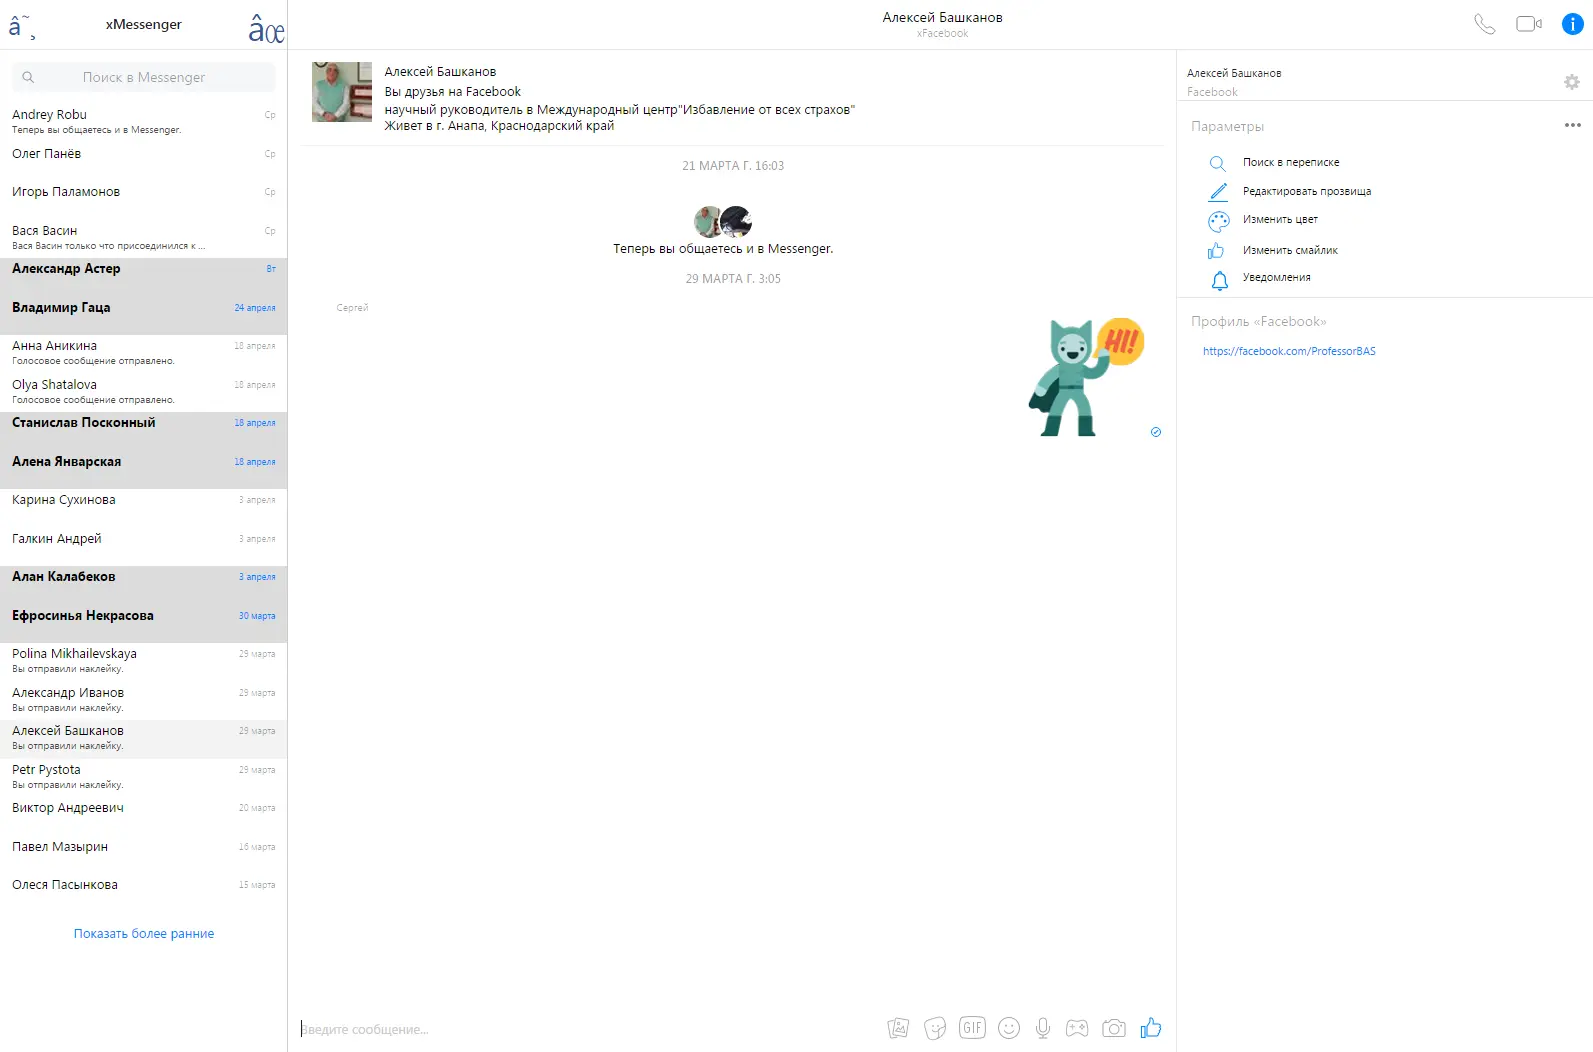 â˜¸
xMessenger
âœ
Поиск в Messenger
Andrey Robu
Ср
Теперь вы общаетесь и в Messenger.
Олег Панёв
Ср
Игорь Паламонов
Ср
Вася Васин
Ср
Вася Васин только что присоединился к ...
Александр Астер
Вт
Владимир Гаца
24 апреля
Анна Аникина
18 апреля
Голосовое сообщение отправлено.
Olya Shatalova
18 апреля
Голосовое сообщение отправлено.
Станислав Посконный
18 апреля
Алена Январская
18 апреля
Карина Сухинова
3 апреля
Галкин Андрей
3 апреля
Алан Калабеков
3 апреля
Ефросинья Некрасова
30 марта
Polina Mikhailevskaya
29 марта
Вы отправили наклейку.
Александр Иванов
29 марта
Вы отправили наклейку.
Алексей Башканов
29 марта
Вы отправили наклейку.
Petr Pystota
29 марта
Вы отправили наклейку.
Виктор Андреевич
20 марта
Павел Мазырин
16 марта
Олеся Пасынкова
15 марта
Показать более ранние
Алексей Башканов
xFacebook
Алексей Башканов
Вы друзья на Facebook
научный руководитель в Международный центр"Избавление от всех страхов"
Живет в г. Анапа, Краснодарский край
21 МАРТА Г. 16:03
Теперь вы общаетесь и в Messenger.
29 МАРТА Г. 3:05
Сергей
HI!
Введите сообщение...
GIF
Алексей Башканов
Facebook
Параметры
Поиск в переписке
Редактировать прозвища
Изменить цвет
Изменить смайлик
Уведомления
Профиль «Facebook»
https://facebook.com/ProfessorBAS